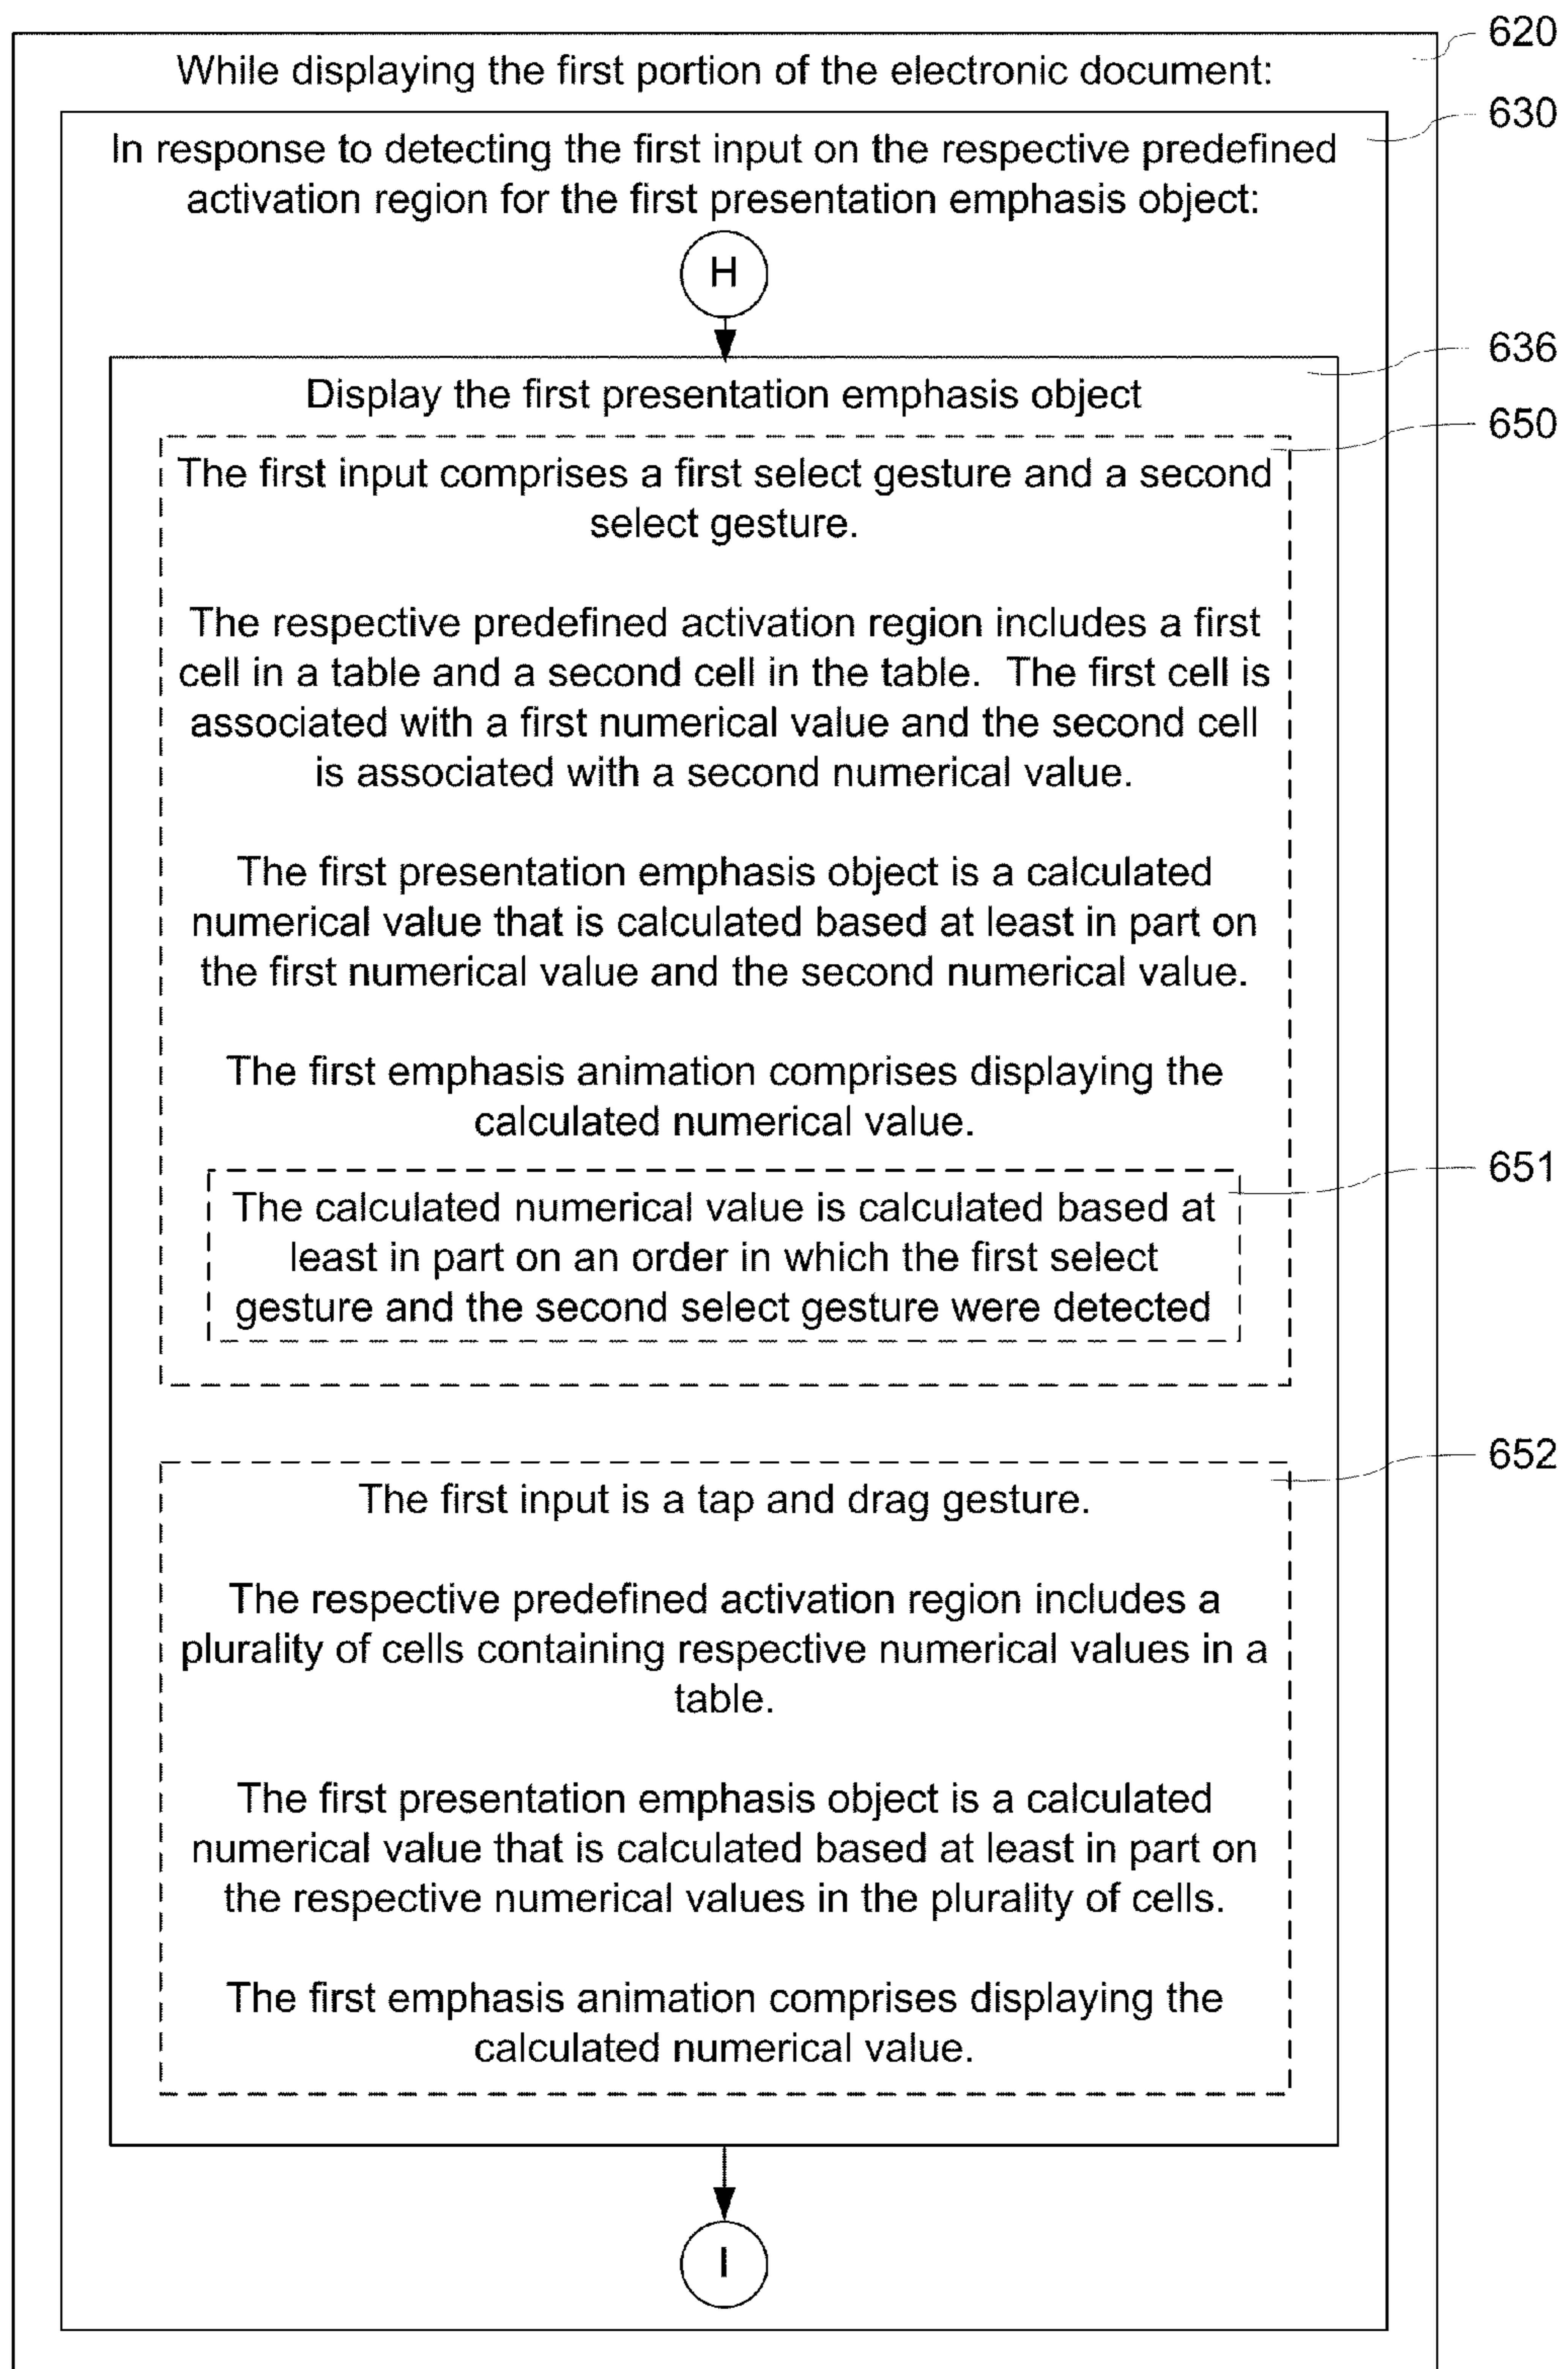 620
While displaying the first portion of the electronic document:
630
In response to detecting the first input on the respective predefined
activation region for the first presentation emphasis object:
H
636
Display the first presentation emphasis object
650
The first input comprises a first select gesture and a second
select gesture.
The respective predefined activation region includes a first
cell in a table and a second cell in the table.  The first cell is
associated with a first numerical value and the second cell
is associated with a second numerical value.
The first presentation emphasis object is a calculated
numerical value that is calculated based at least in part on
the first numerical value and the second numerical value.
The first emphasis animation comprises displaying the
calculated numerical value.
651
The calculated numerical value is calculated based at
least in part on an order in which the first select
gesture and the second select gesture were detected
652
The first input is a tap and drag gesture.
The respective predefined activation region includes a
plurality of cells containing respective numerical values in a
table.
The first presentation emphasis object is a calculated
numerical value that is calculated based at least in part on
the respective numerical values in the plurality of cells.
The first emphasis animation comprises displaying the
calculated numerical value.
I